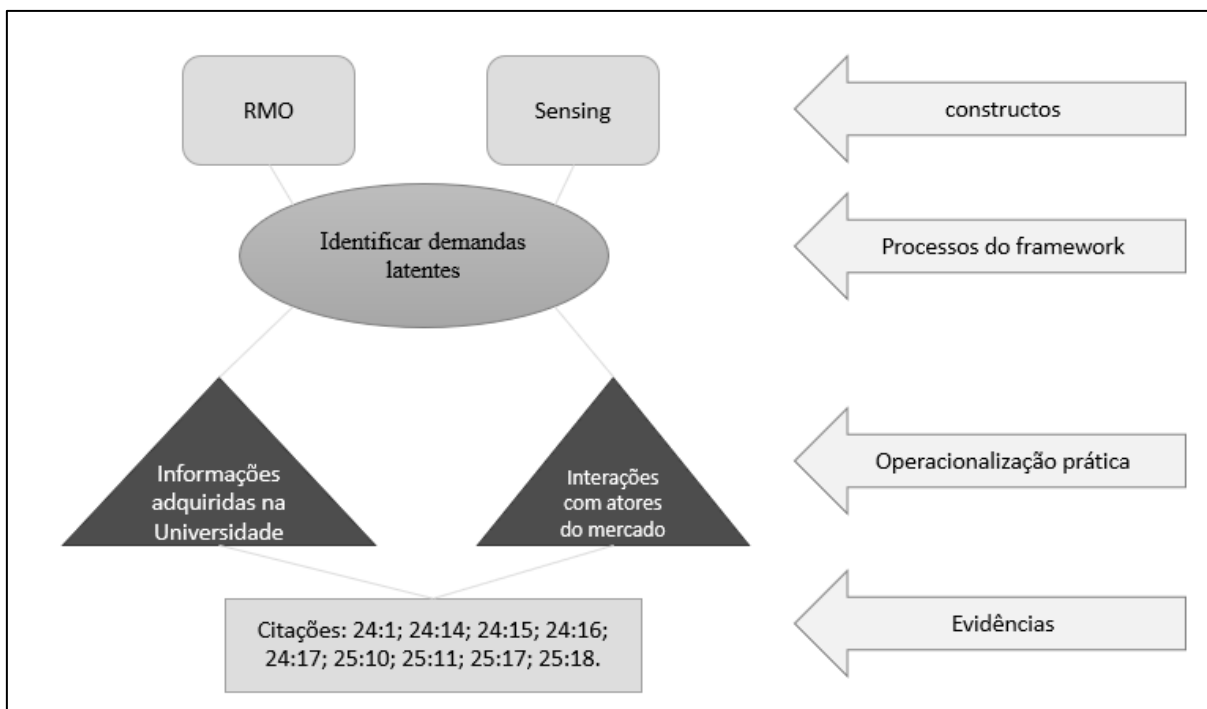 RMO
Sensing
constructos
Identificar demandas
latentes
Processos do framework
Informações
adquiridas na
Universidade
Interações
com atores
do mercado
Operacionalização prática
Citações: 24:1; 24:14; 24:15; 24:16;
24:17; 25:10; 25:11; 25:17; 25:18.
Evidências